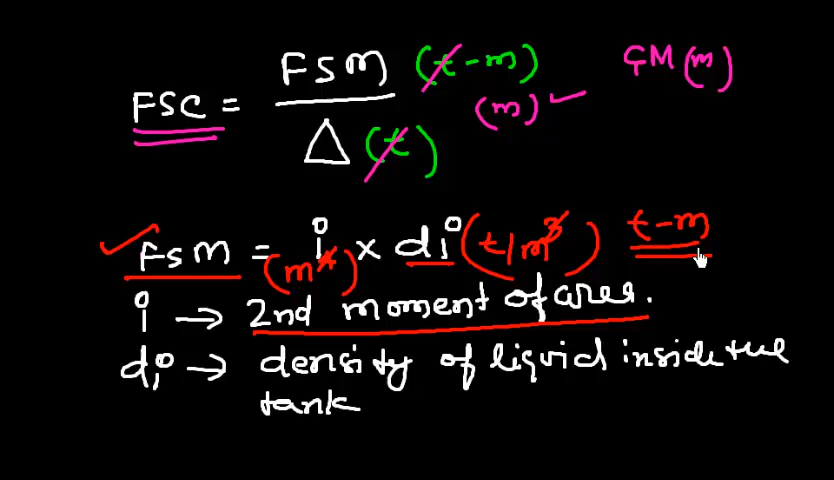 FSM (t-m) GM (m)
FSC = (m)
Δ (t)
FSM = i (m⁴) x di (t/m³) t-m
i → 2nd moment of area.
di → density of liquid inside the
tank